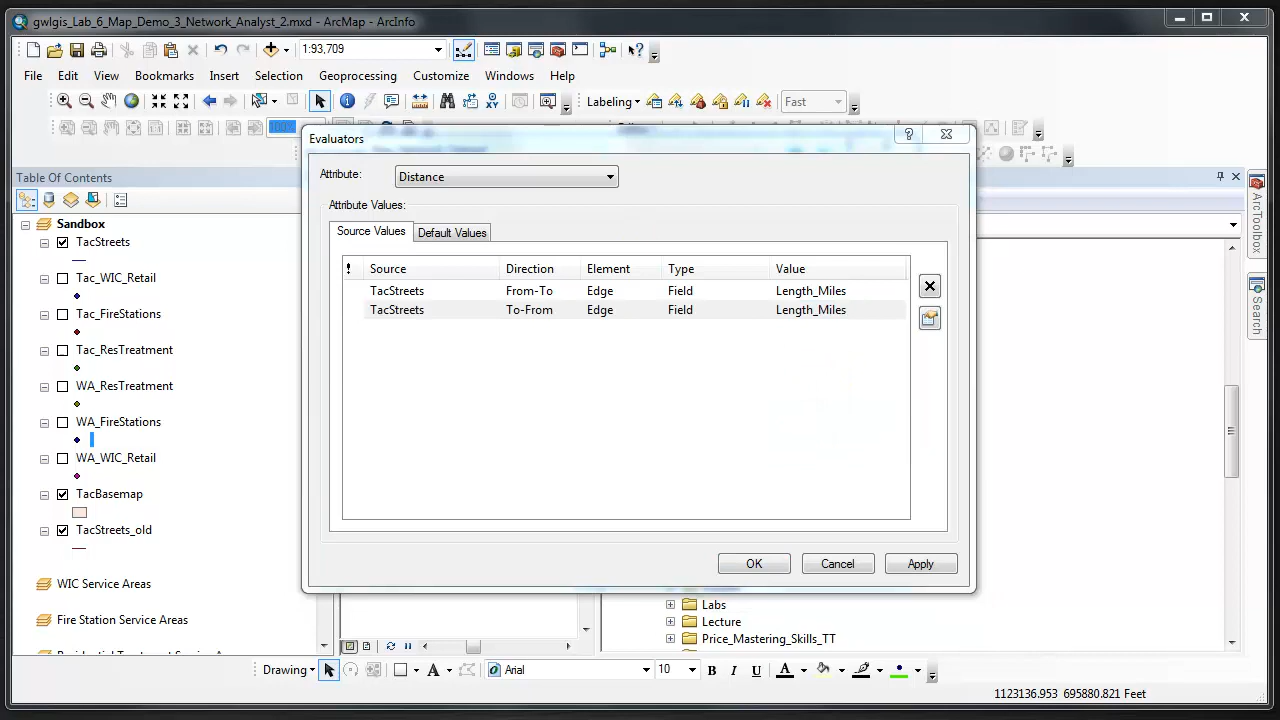 gwlgis_Lab_6_Map_Demo_3_Network_Analyst_2.mxd - ArcMap - ArcInfo
1:93,709
File Edit View Bookmarks Insert Selection Geoprocessing Customize Windows Help
Labeling Fast
100%
Evaluators
Attribute: Distance
Attribute Values:
Source Values Default Values
! Source Direction Element Type Value
TacStreets From-To Edge Field Length_Miles
TacStreets To-From Edge Field Length_Miles
OK Cancel Apply
Table Of Contents
Sandbox
TacStreets
Tac_WIC_Retail
Tac_FireStations
Tac_ResTreatment
WA_ResTreatment
WA_FireStations
WA_WIC_Retail
TacBasemap
TacStreets_old
WIC Service Areas
Fire Station Service Areas
ArcToolbox
Search
Labs
Lecture
Price_Mastering_Skills_TT
Drawing A Arial 10 B I U A
1123136.953 695880.821 Feet